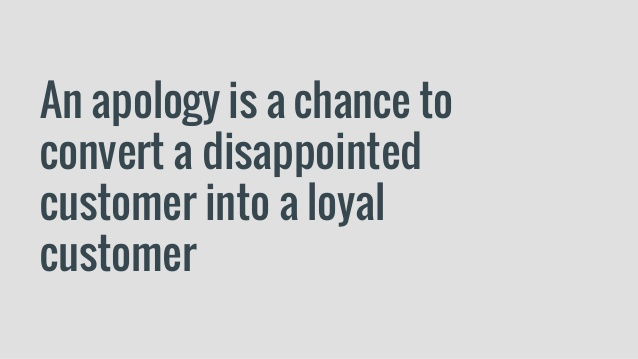 An apology is a chance to
convert a disappointed
customer into a loyal
customer